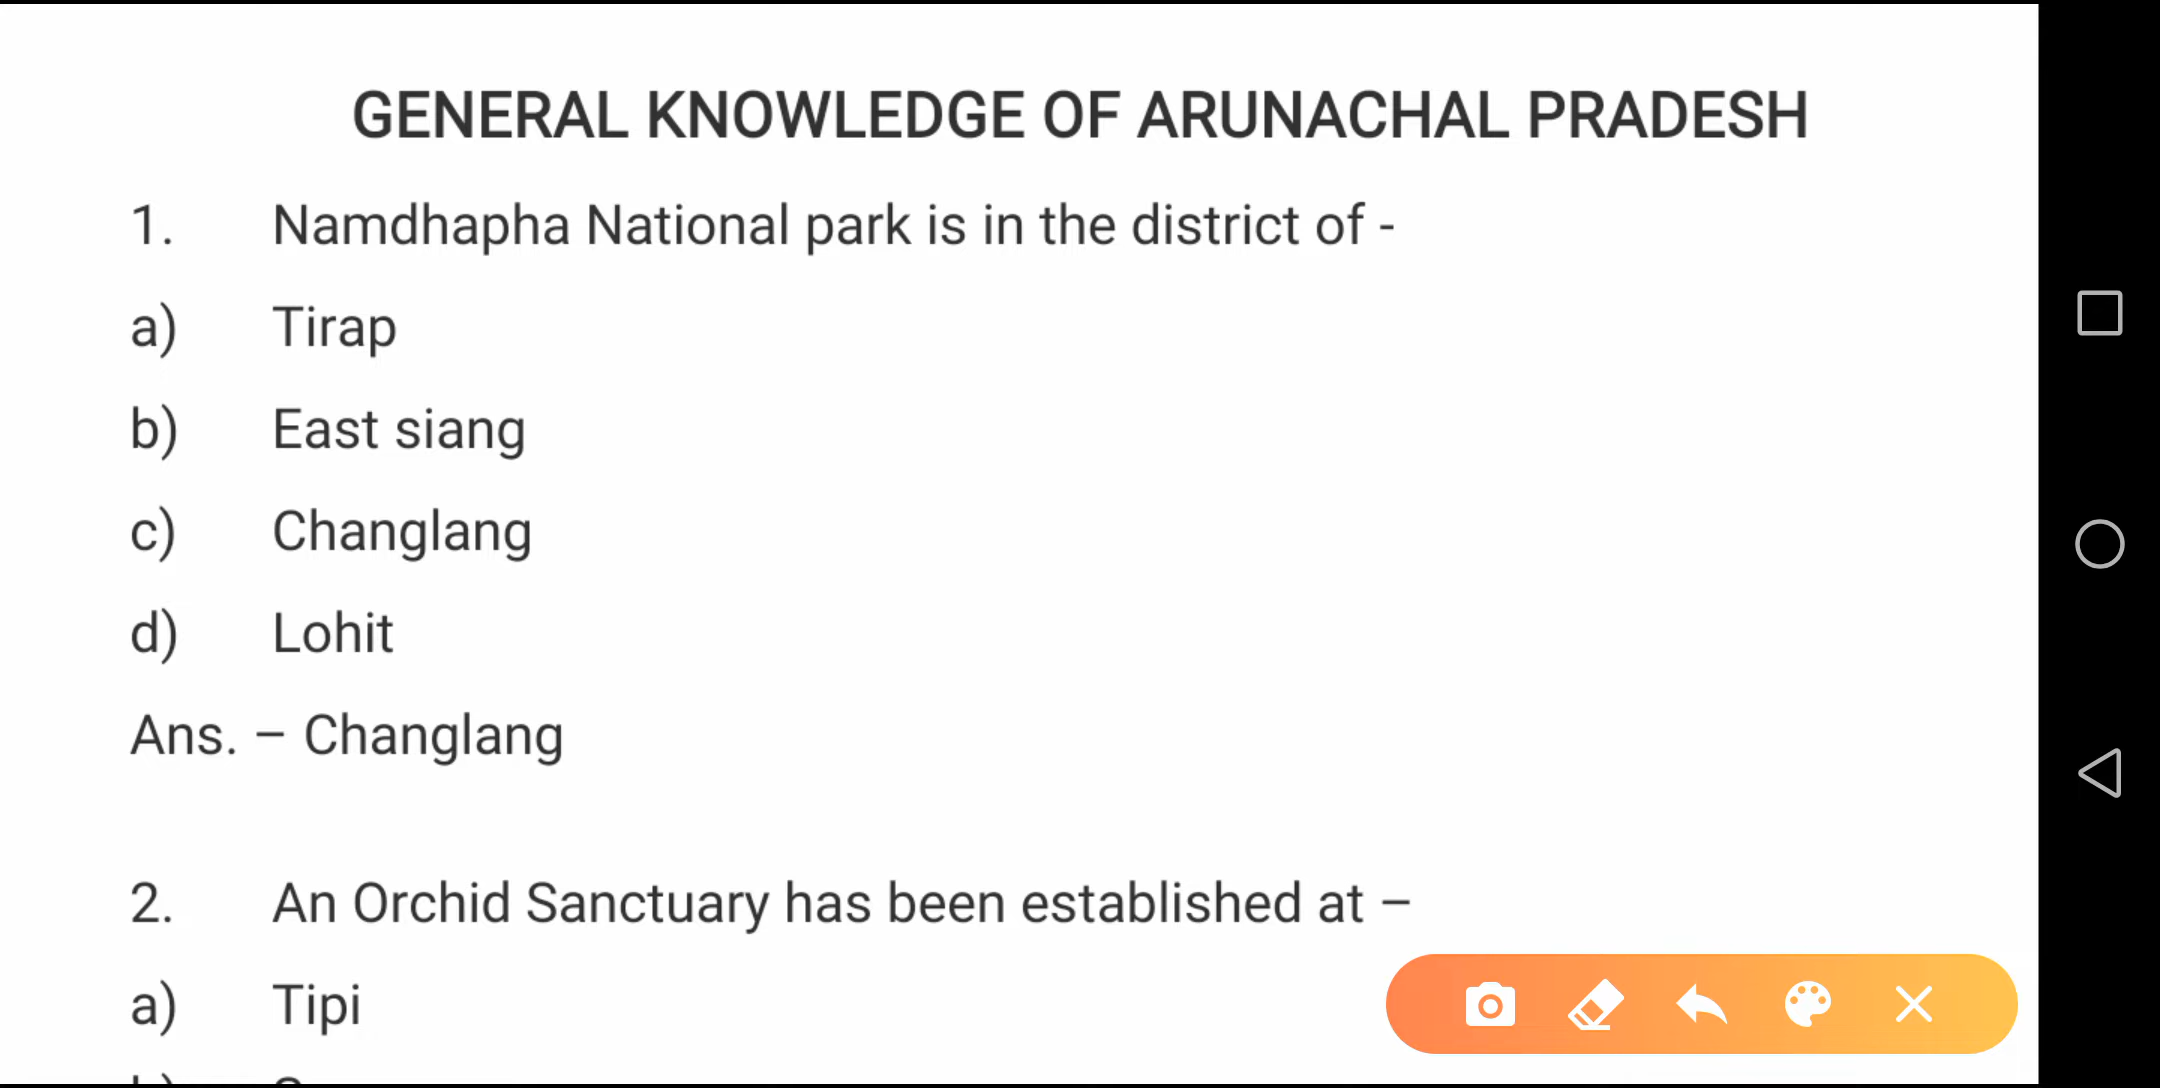 GENERAL KNOWLEDGE OF ARUNACHAL PRADESH
1. Namdhapha National park is in the district of -
a) Tirap
b) East siang
c) Changlang
d) Lohit
Ans. – Changlang
2. An Orchid Sanctuary has been established at –
a) Tipi